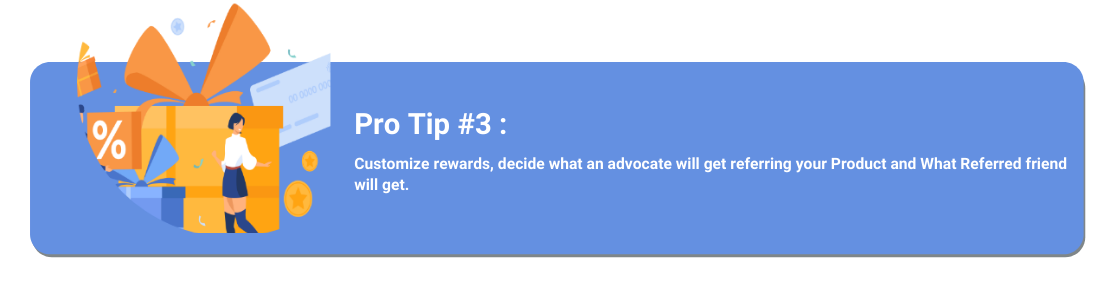 00 0000 000
%
Pro Tip #3 :
Customize rewards, decide what an advocate will get referring your Product and What Referred friend
will get.